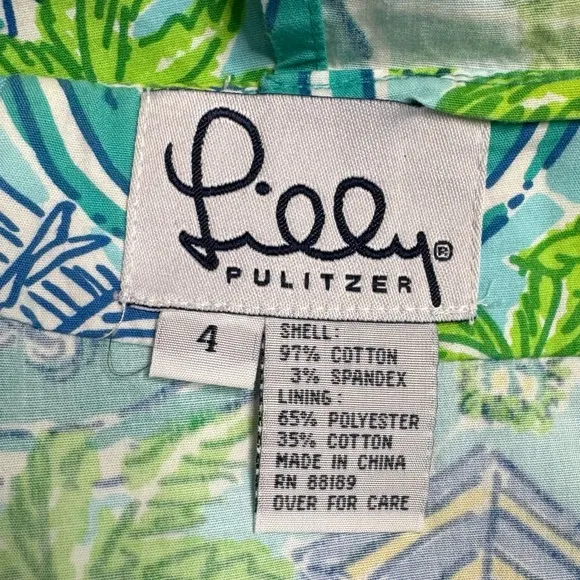 Lilly®
PULITZER
4
SHELL:
97% COTTON
3% SPANDEX
LINING:
65% POLYESTER
35% COTTON
MADE IN CHINA
RN 88189
OVER FOR CARE